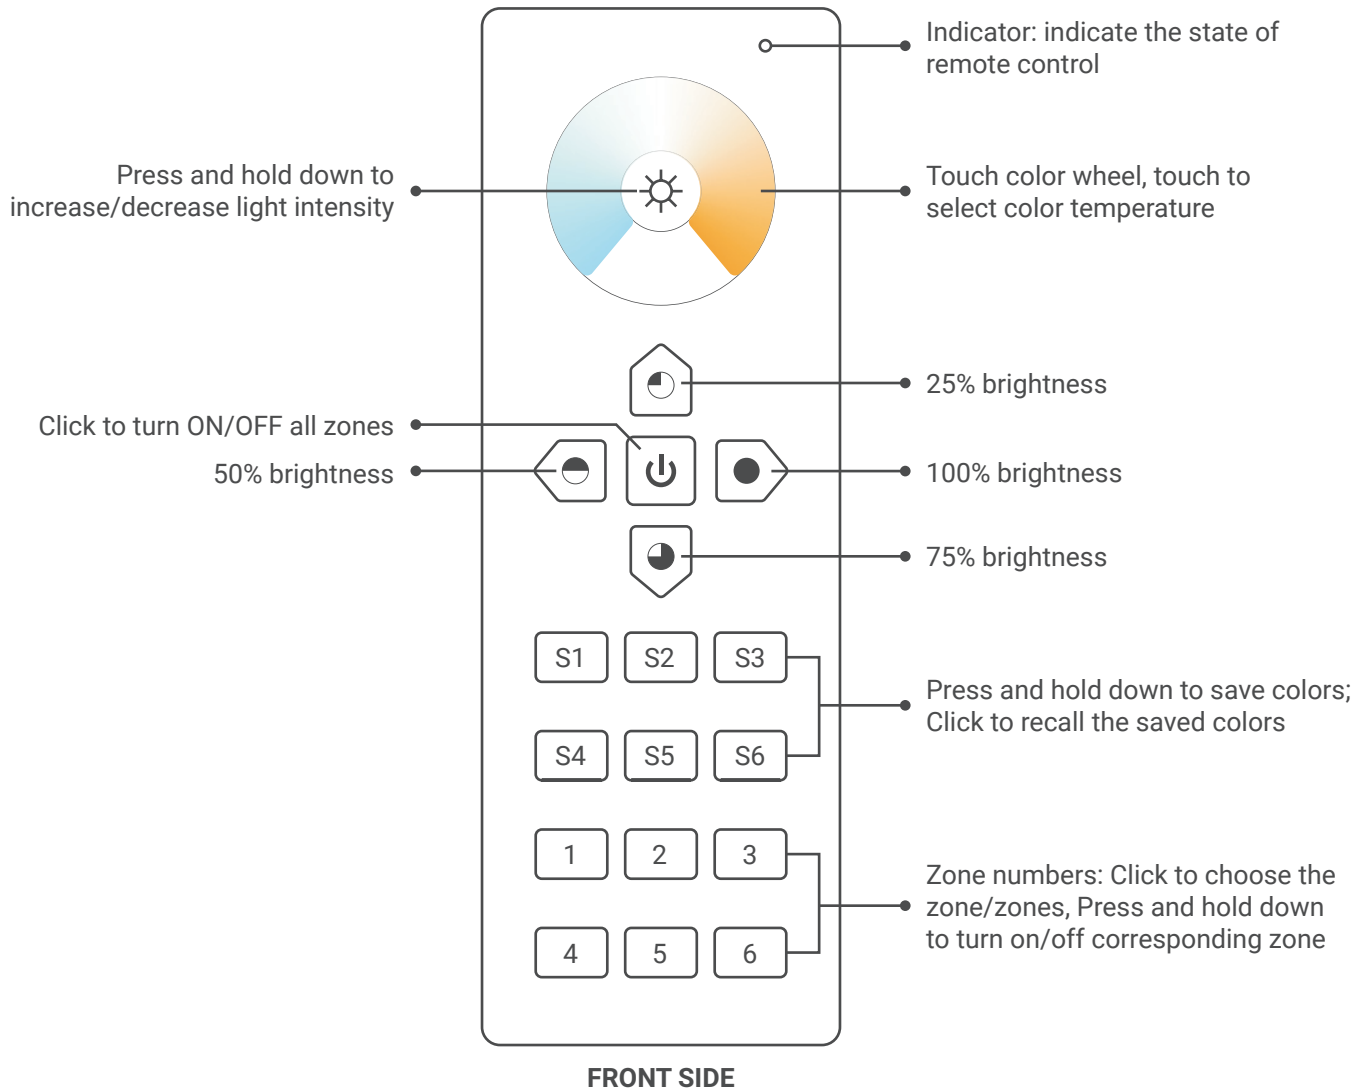 Indicator: indicate the state of
remote control
Press and hold down to
increase/decrease light intensity
Touch color wheel, touch to
select color temperature
25% brightness
Click to turn ON/OFF all zones
50% brightness
100% brightness
75% brightness
S1 S2 S3
Press and hold down to save colors;
Click to recall the saved colors
S4 S5 S6
1 2 3
Zone numbers: Click to choose the
zone/zones, Press and hold down
to turn on/off corresponding zone
4 5 6
FRONT SIDE